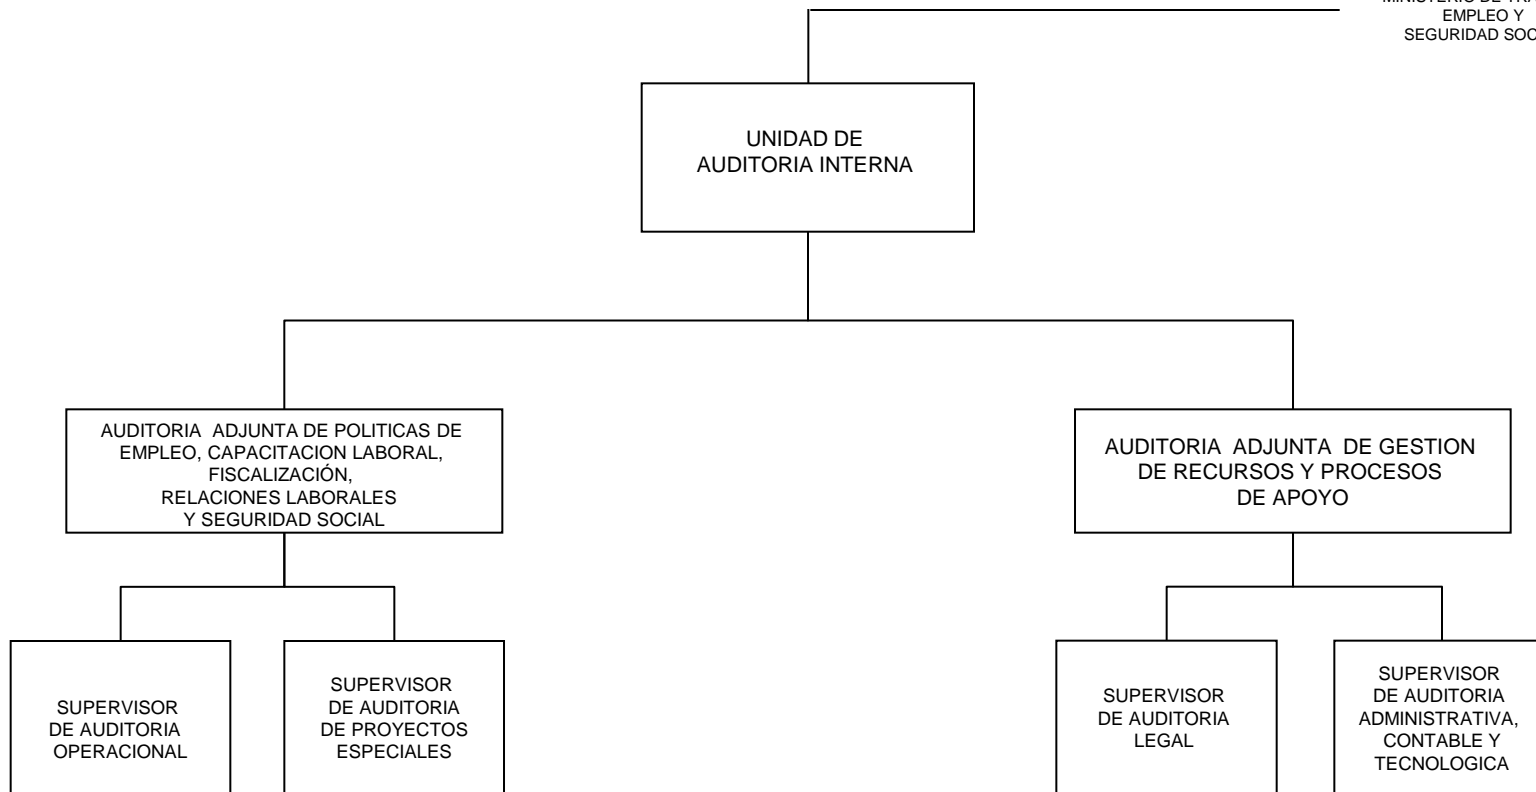 EMPLEO Y
SEGURIDAD
UNIDAD DE
AUDITORIA INTERNA
AUDITORIA ADJUNTA DE POLITICAS DE
EMPLEO, CAPACITACION LABORAL,
FISCALIZACIÓN,
RELACIONES LABORALES
Y SEGURIDAD SOCIAL
AUDITORIA ADJUNTA DE GESTION
DE RECURSOS Y PROCESOS
DE APOYO
SUPERVISOR
DE AUDITORIA
OPERACIONAL
SUPERVISOR
DE AUDITORIA
DE PROYECTOS
ESPECIALES
SUPERVISOR
DE AUDITORIA
LEGAL
SUPERVISOR
DE AUDITORIA
ADMINISTRATIVA,
CONTABLE Y
TECNOLOGICA